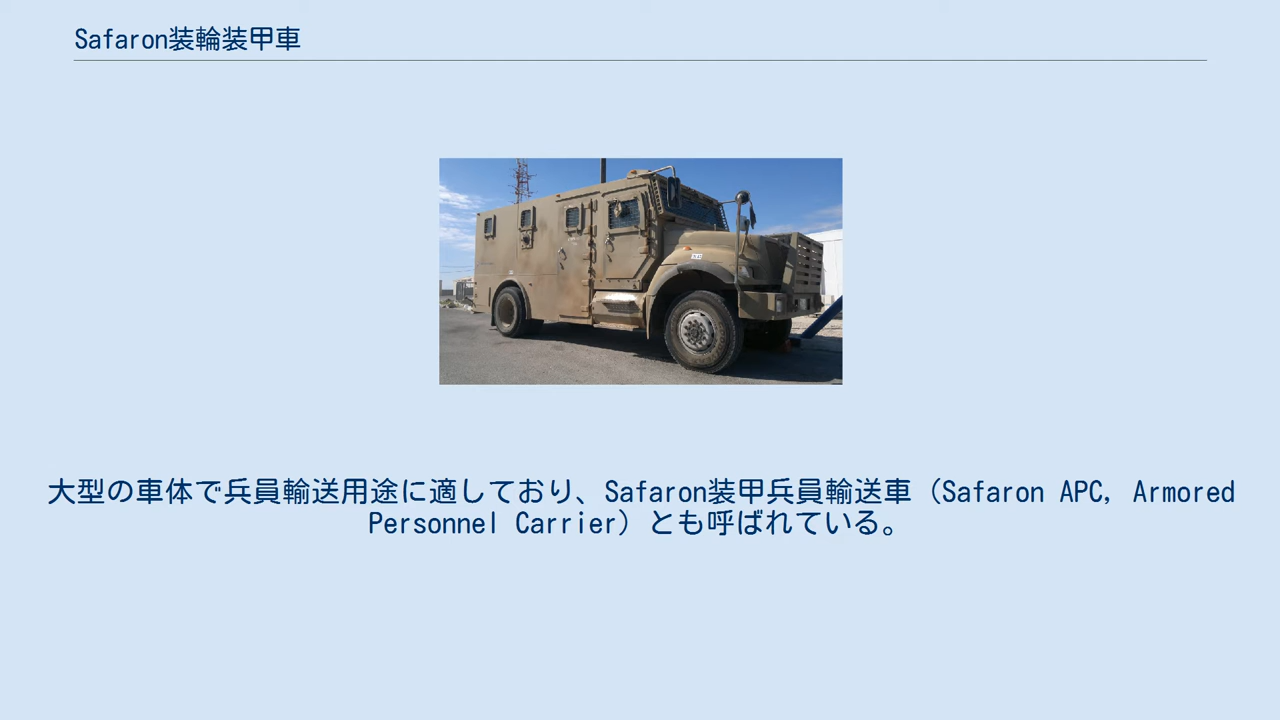 Safaron装輪装甲車
大型の車体で兵員輸送用途に適しており、Safaron装甲兵員輸送車（Safaron APC, Armored
Personnel Carrier）とも呼ばれている。